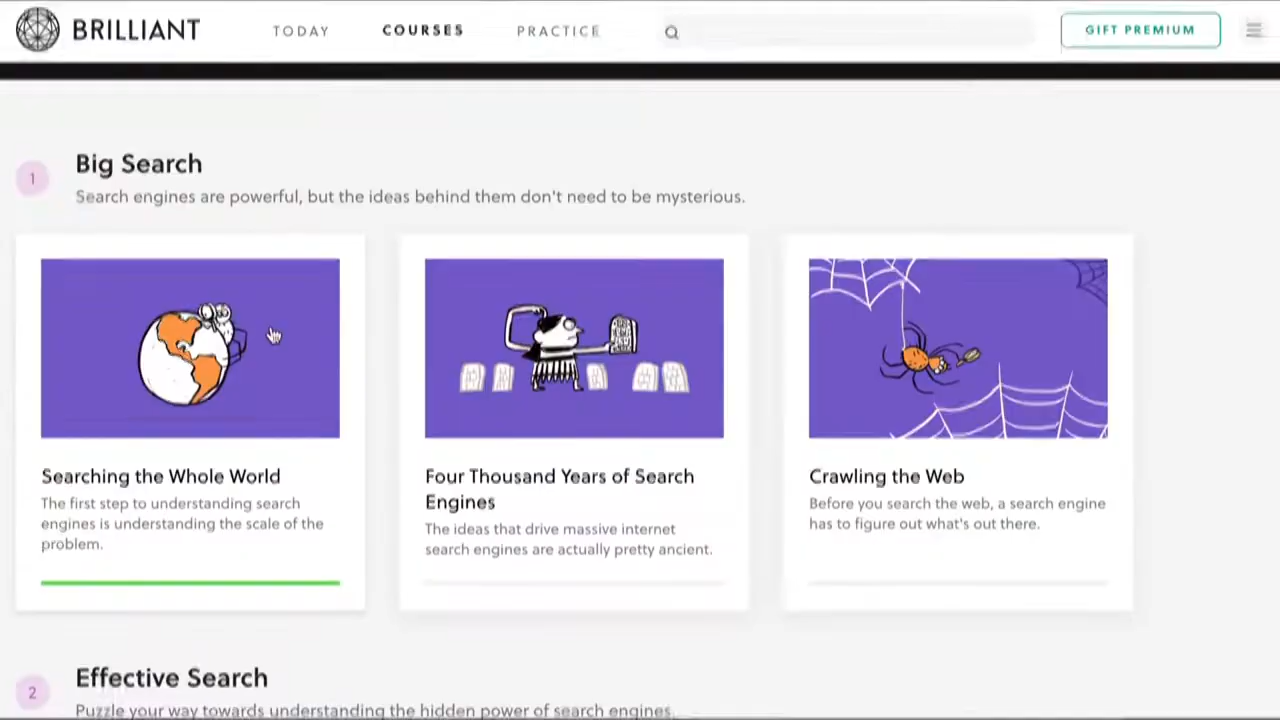 BRILLIANT
TODAY
COURSES
PRACTICE
GIFT PREMIUM
1
Big Search
Search engines are powerful, but the ideas behind them don't need to be mysterious.
Searching the Whole World
The first step to understanding search
engines is understanding the scale of the
problem.
Four Thousand Years of Search
Engines
The ideas that drive massive internet
search engines are actually pretty ancient.
Crawling the Web
Before you search the web, a search engine
has to figure out what's out there.
2
Effective Search
Puzzle your way towards understanding the hidden power of search engines.